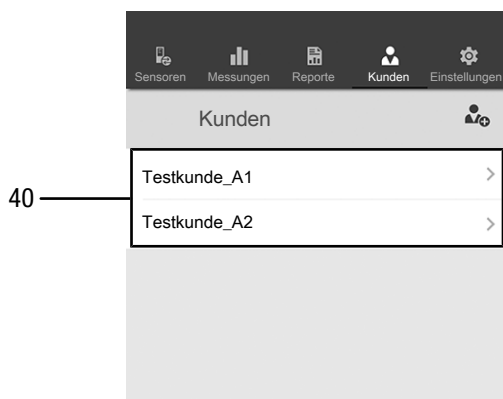 Sensoren Messungen Reporte Kunden Einstellungen
Kunden
Testkunde_A1
40
Testkunde_A2